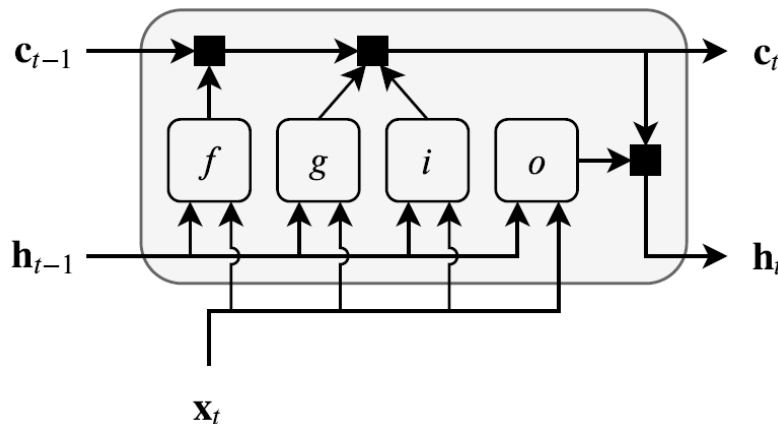 c_{t−1} c_t
f g i o
h_{t−1} h_t
x_t